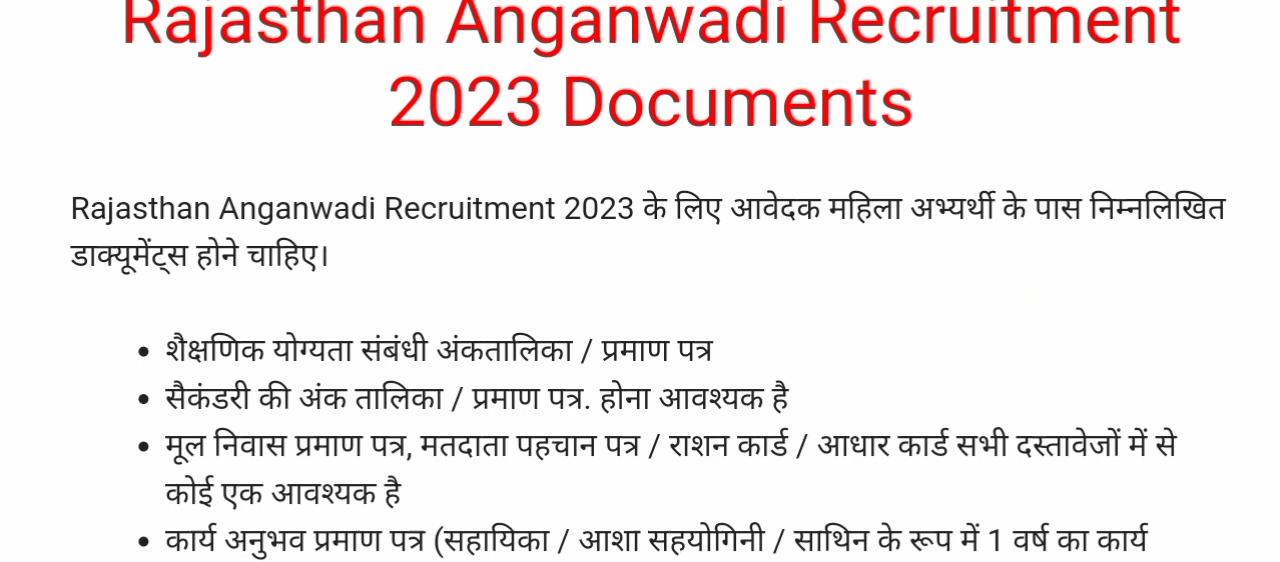 Rajasthan Anganwadi Recruitment
2023 Documents
Rajasthan Anganwadi Recruitment 2023 के लिए आवेदक महिला अभ्यर्थी के पास निम्नलिखित
डाक्यूमेंट्स होने चाहिए।
• शैक्षणिक योग्यता संबंधी अंकतालिका / प्रमाण पत्र
• सैकंडरी की अंक तालिका / प्रमाण पत्र. होना आवश्यक है
• मूल निवास प्रमाण पत्र, मतदाता पहचान पत्र / राशन कार्ड / आधार कार्ड सभी दस्तावेजों में से
कोई एक आवश्यक है
• कार्य अनुभव प्रमाण पत्र (सहायिका / आशा सहयोगिनी / साथिन के रूप में 1 वर्ष का कार्य